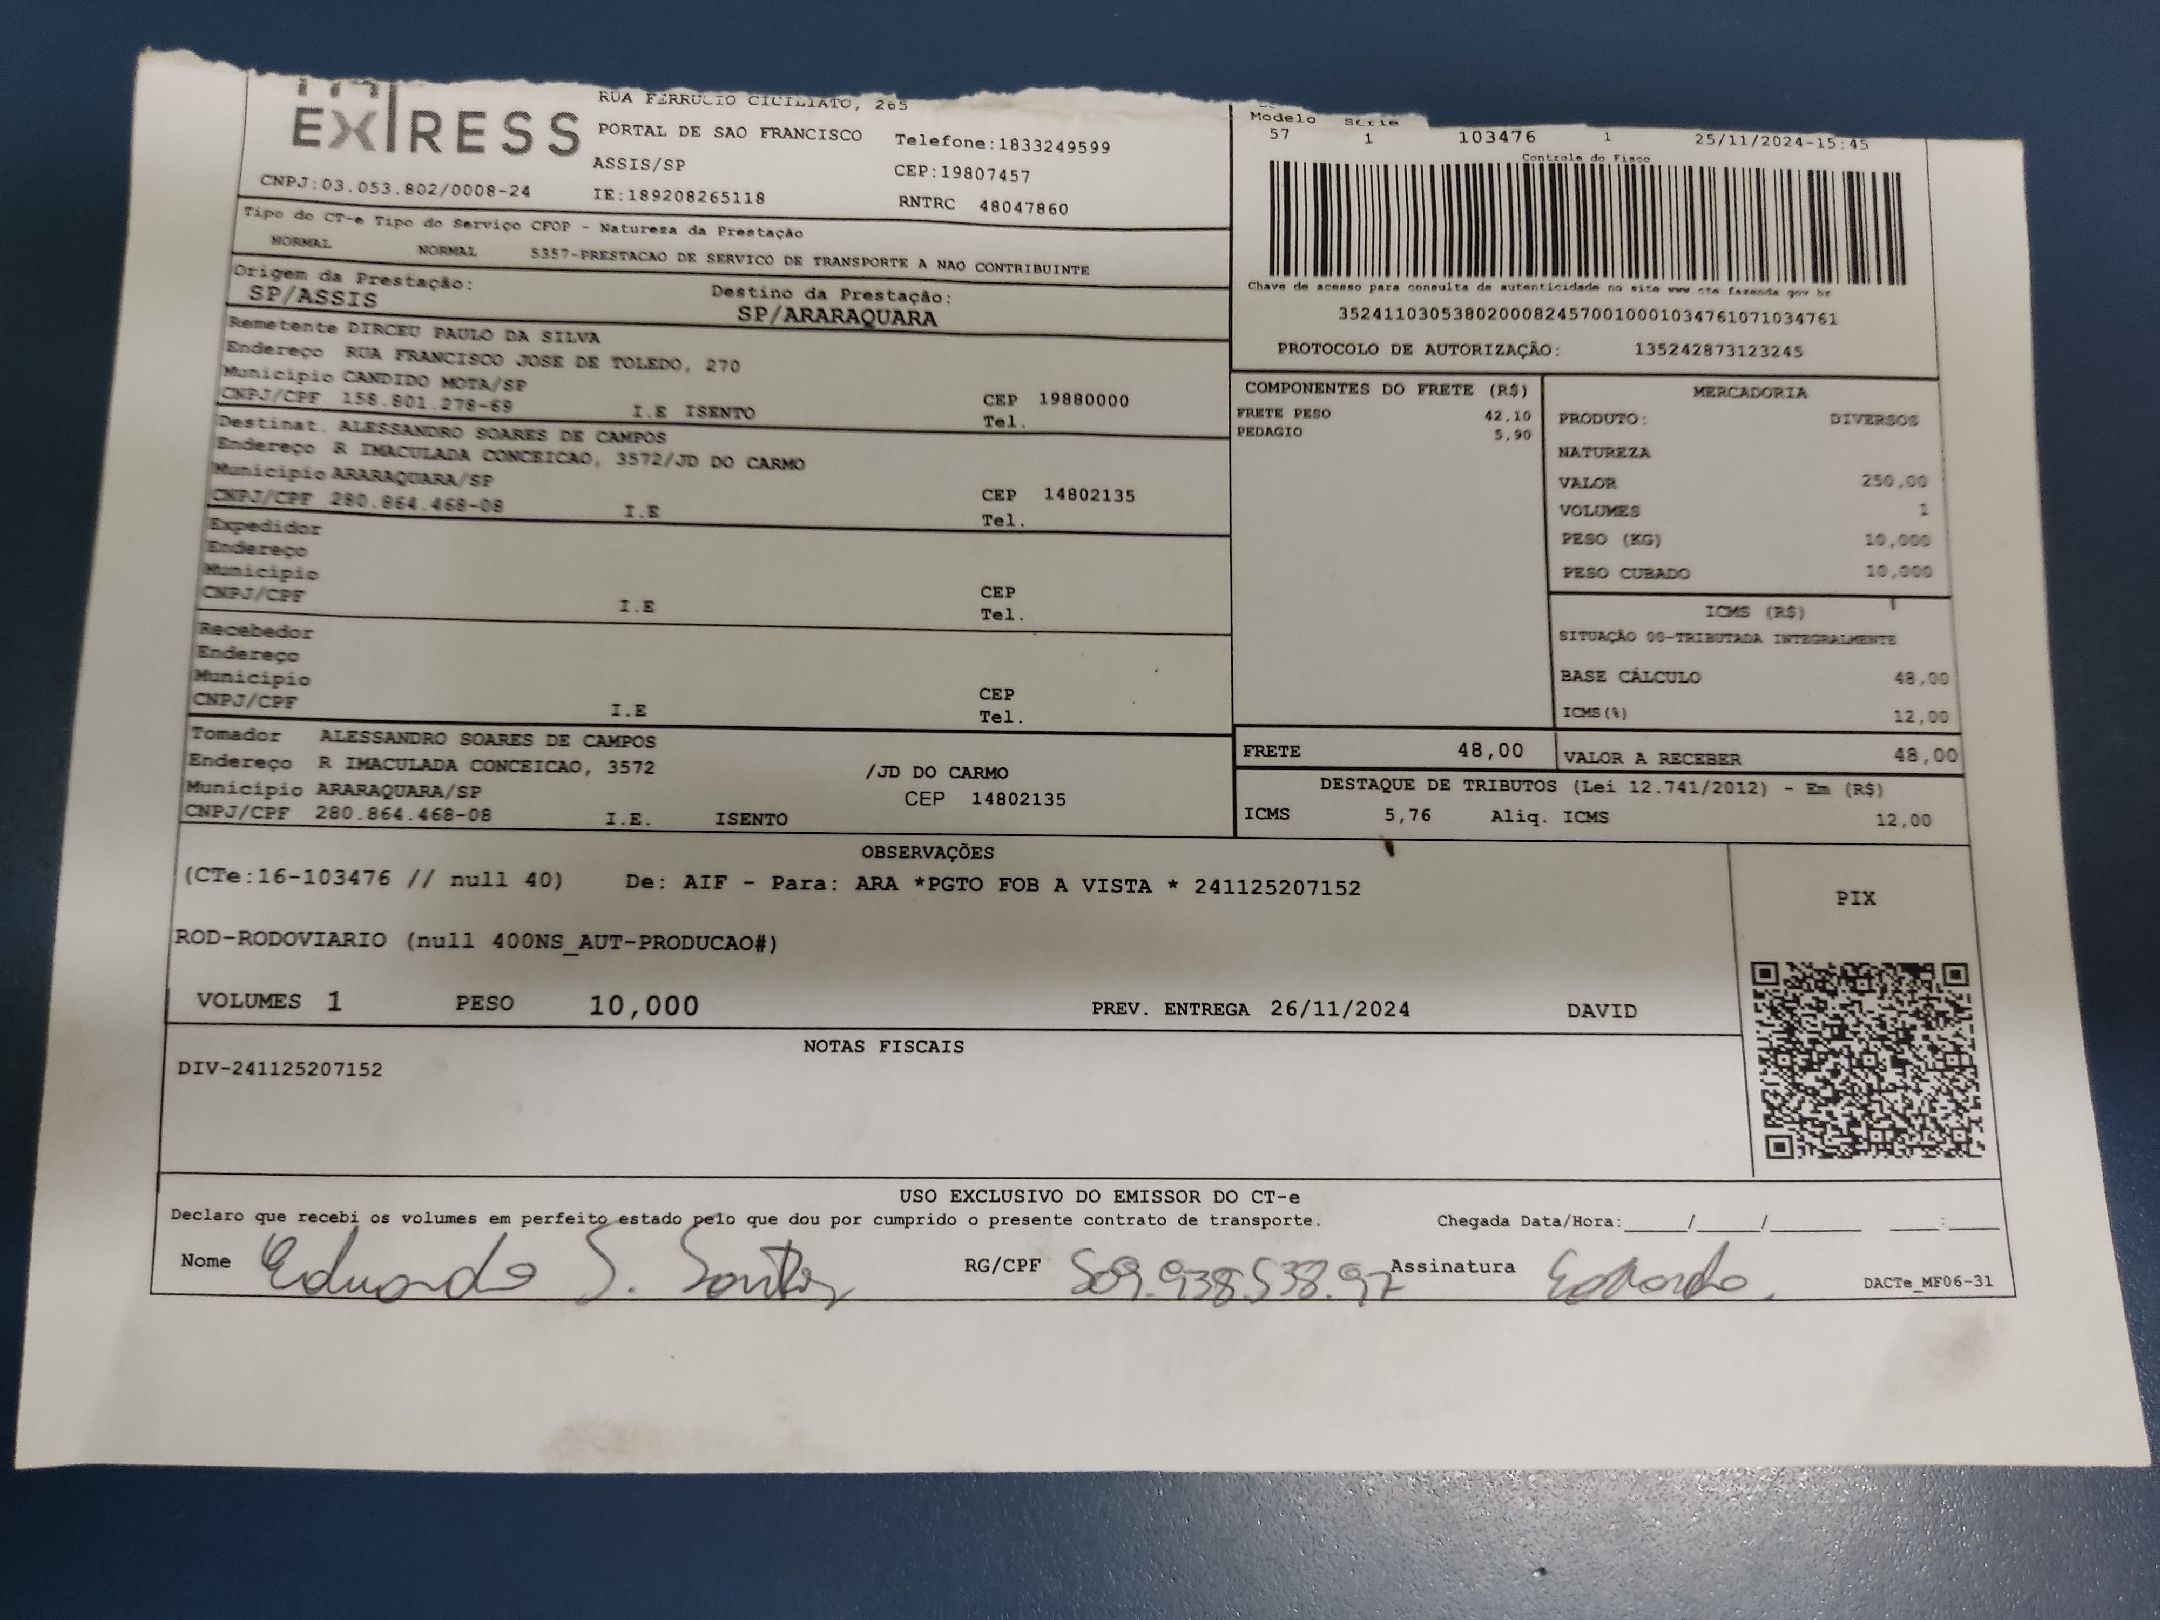 EXPRESS
RUA FERRUCIO CICILIATO, 265
PORTAL DE SAO FRANCISCO
Telefone:1833249599
ASSIS/SP
CEP:19807457
CNPJ:03.053.802/0008-24
IE:189208265118
RNTRC 48047860
Modelo Série
57 1 103476 1 25/11/2024-15:45
Controle do Fisco
Chave de acesso para consulta de autenticidade no site www cte fazenda gov br
35241103053802000824570010001034761071034761
PROTOCOLO DE AUTORIZAÇÃO: 135242873123245
Tipo do CT-e Tipo do Serviço CFOP - Natureza da Prestação
NORMAL NORMAL 5357-PRESTACAO DE SERVICO DE TRANSPORTE A NAO CONTRIBUINTE
Origem da Prestação: Destino da Prestação:
SP/ASSIS SP/ARARAQUARA
Remetente DIRCEU PAULO DA SILVA
Endereço RUA FRANCISCO JOSE DE TOLEDO, 270
Municipio CANDIDO MOTA/SP CEP 19880000
CNPJ/CPF 158.801.278-69 I.E ISENTO Tel.
Destinat. ALESSANDRO SOARES DE CAMPOS
Endereço R IMACULADA CONCEICAO, 3572/JD DO CARMO
Municipio ARARAQUARA/SP CEP 14802135
CNPJ/CPF 280.864.468-08 I.E Tel.
Expedidor
Endereço
Municipio CEP
CNPJ/CPF I.E Tel.
Recebedor
Endereço
Municipio CEP
CNPJ/CPF I.E Tel.
Tomador ALESSANDRO SOARES DE CAMPOS
Endereço R IMACULADA CONCEICAO, 3572 /JD DO CARMO
Municipio ARARAQUARA/SP CEP 14802135
CNPJ/CPF 280.864.468-08 I.E. ISENTO
COMPONENTES DO FRETE (R$)
FRETE PESO 42,10
PEDAGIO 5,90
MERCADORIA
PRODUTO: DIVERSOS
NATUREZA
VALOR 250,00
VOLUMES 1
PESO (KG) 10,000
PESO CUBADO 10,000
ICMS (R$)
SITUAÇÃO 00-TRIBUTADA INTEGRALMENTE
BASE CÁLCULO 48,00
ICMS(%) 12,00
FRETE 48,00 VALOR A RECEBER 48,00
DESTAQUE DE TRIBUTOS (Lei 12.741/2012) - Em (R$)
ICMS 5,76 Aliq. ICMS 12,00
OBSERVAÇÕES
(CTe:16-103476 // null 40) De: AIF - Para: ARA *PGTO FOB A VISTA * 241125207152
PIX
ROD-RODOVIARIO (null 400NS_AUT-PRODUCAO#)
VOLUMES 1 PESO 10,000 PREV. ENTREGA 26/11/2024 DAVID
NOTAS FISCAIS
DIV-241125207152
USO EXCLUSIVO DO EMISSOR DO CT-e
Declaro que recebi os volumes em perfeito estado pelo que dou por cumprido o presente contrato de transporte. Chegada Data/Hora:_____/_____/_________ ____:____
Nome Eduardo S. Santos RG/CPF 509.938.538.97 Assinatura Eduardo. DACTe_MF06-31